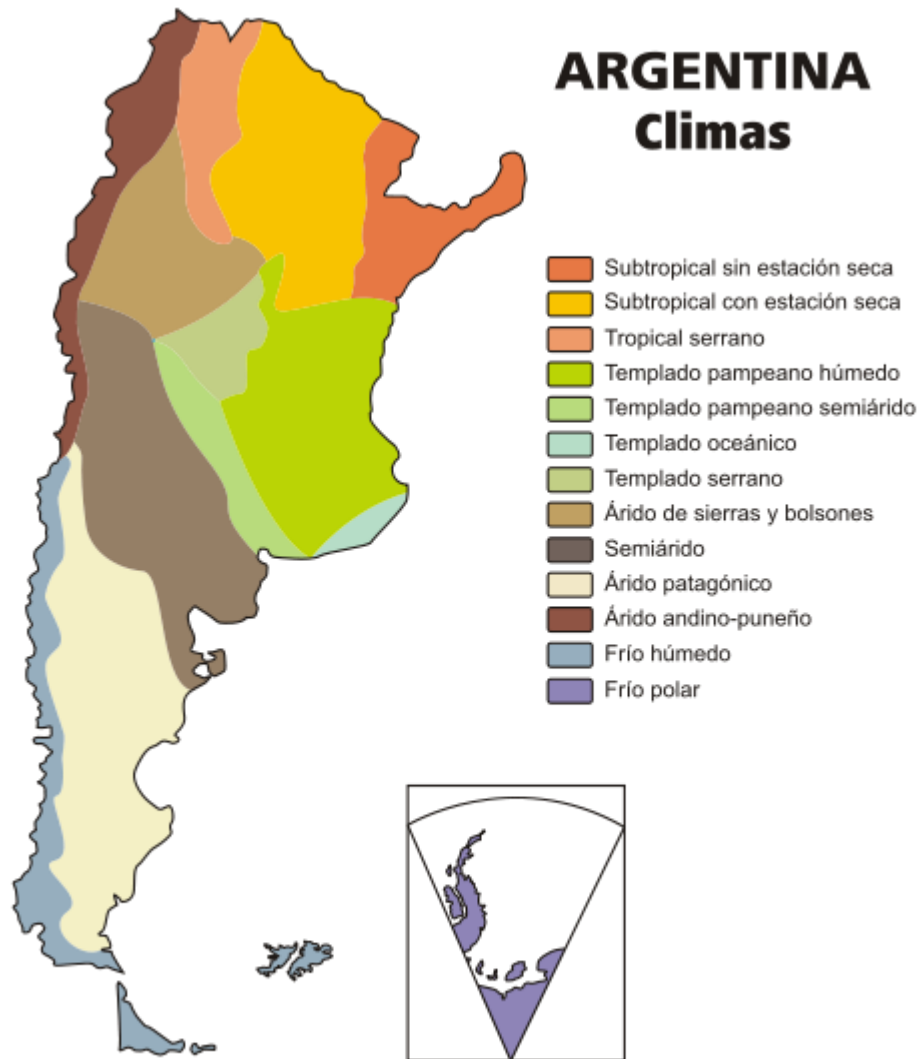 ARGENTINA
Climas
Subtropical sin estación seca
Subtropical con estación seca
Tropical serrano
Templado pampeano húmedo
Templado pampeano semiárido
Templado oceánico
Templado serrano
Árido de sierras y bolsones
Semiárido
Árido patagónico
Árido andino-puneño
Frío húmedo
Frío polar